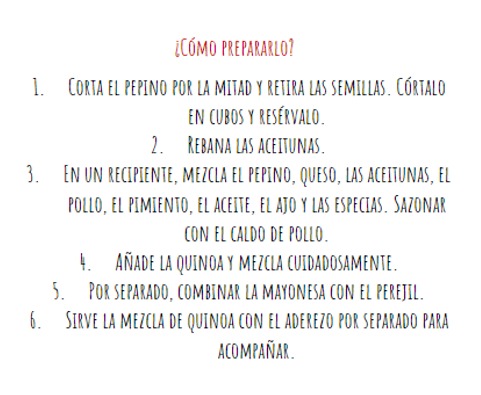 ¿Cómo prepararlo?
1. Corta el pepino por la mitad y retira las semillas. Córtalo
en cubos y resérvalo.
2. Rebana las aceitunas.
3. En un recipiente, mezcla el pepino, queso, las aceitunas, el
pollo, el pimiento, el aceite, el ajo y las especias. Sazonar
con el caldo de pollo.
4. Añade la quinoa y mezcla cuidadosamente.
5. Por separado, combinar la mayonesa con el perejil.
6. Sirve la mezcla de quinoa con el aderezo por separado para
acompañar.